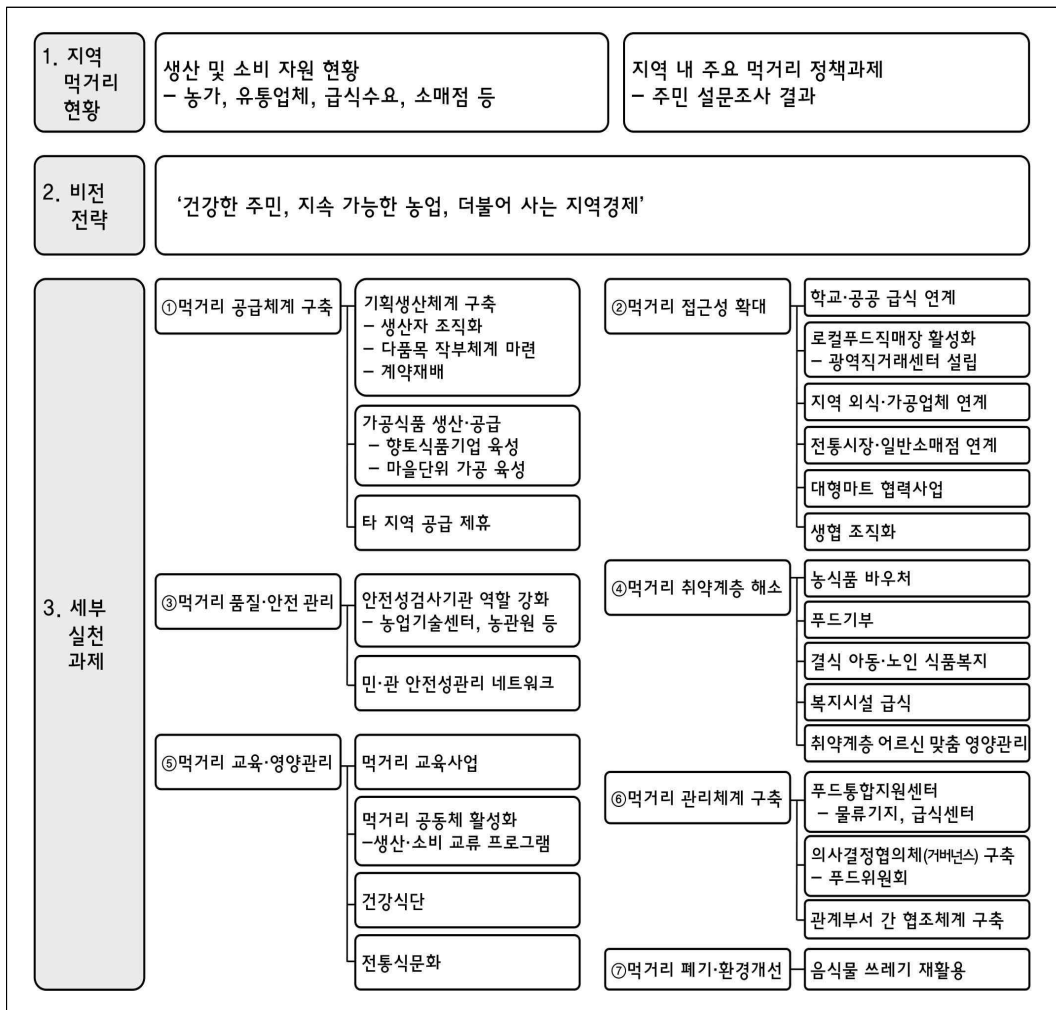 1. 지역
먹거리
현황
생산 및 소비 자원 현황
– 농가, 유통업체, 급식수요, 소매점 등
지역 내 주요 먹거리 정책과제
– 주민 설문조사 결과
2. 비전
전략
‘건강한 주민, 지속 가능한 농업, 더불어 사는 지역경제’
3. 세부
실천
과제
①먹거리 공급체계 구축
기획생산체계 구축
– 생산자 조직화
– 다품목 작부체계 마련
– 계약재배
가공식품 생산·공급
– 향토식품기업 육성
– 마을단위 가공 육성
타 지역 공급 제휴
②먹거리 접근성 확대
학교·공공 급식 연계
로컬푸드직매장 활성화
– 광역직거래센터 설립
지역 외식·가공업체 연계
전통시장·일반소매점 연계
대형마트 협력사업
생협 조직화
③먹거리 품질·안전 관리
안전성검사기관 역할 강화
– 농업기술센터, 농관원 등
민·관 안전성관리 네트워크
④먹거리 취약계층 해소
농식품 바우처
푸드기부
결식 아동·노인 식품복지
복지시설 급식
취약계층 어르신 맞춤 영양관리
⑤먹거리 교육·영양관리
먹거리 교육사업
먹거리 공동체 활성화
–생산·소비 교류 프로그램
건강식단
전통식문화
⑥먹거리 관리체계 구축
푸드통합지원센터
– 물류기지, 급식센터
의사결정협의체(거버넌스) 구축
– 푸드위원회
관계부서 간 협조체계 구축
⑦먹거리 폐기·환경개선
음식물 쓰레기 재활용